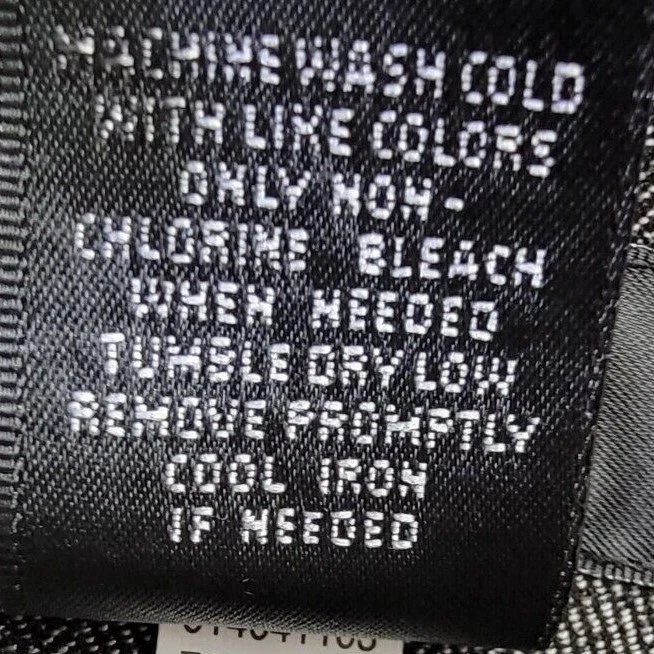 MACHINE WASH COLD
WITH LIKE COLORS
ONLY NON-
CHLORINE BLEACH
WHEN NEEDED
TUMBLE DRY LOW
REMOVE PROMPTLY
COOL IRON
IF NEEDED